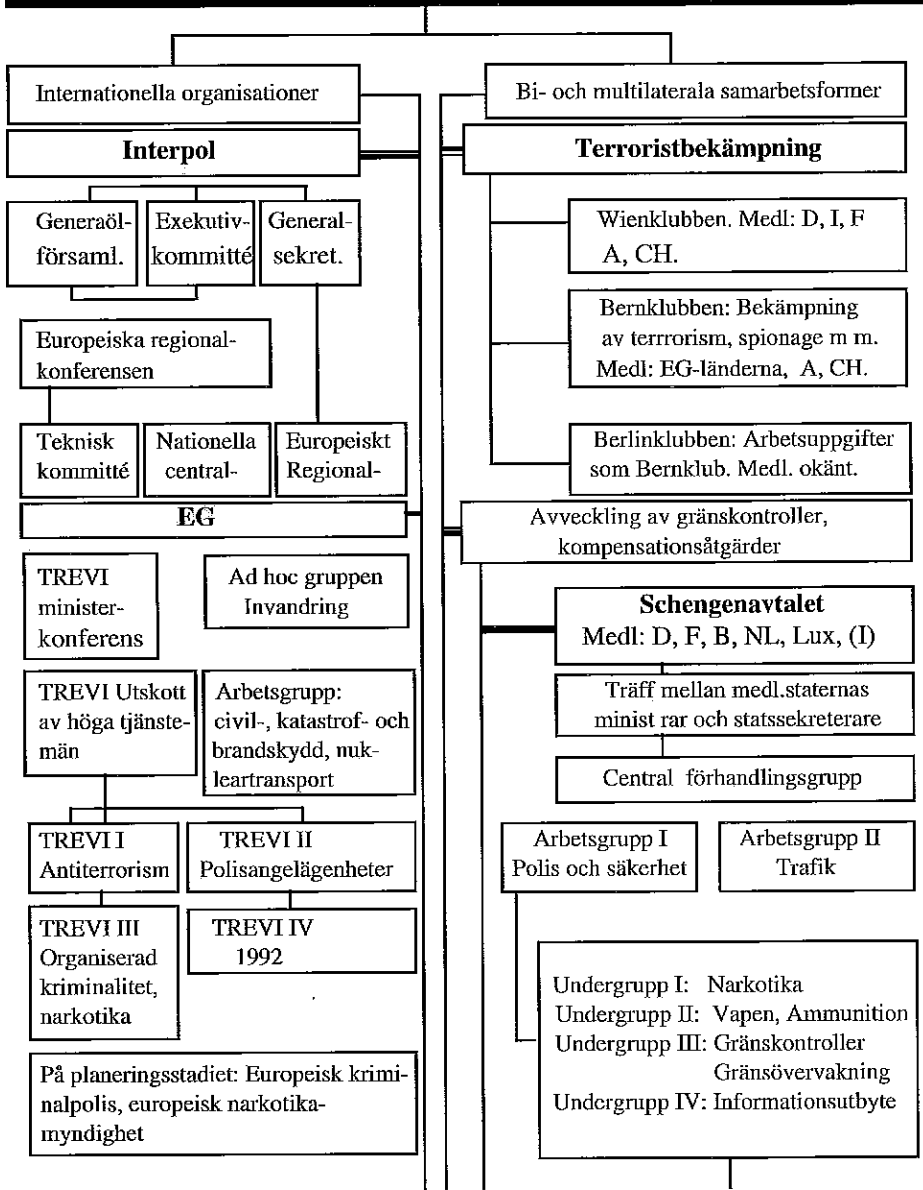 Internationella organisationer
Interpol
Generaöl-
församl.
Exekutiv-
kommitté
General-
sekret.
Europeiska regional-
konferensen
Teknisk
kommitté
Nationella
central-
Europeiskt
Regional-
EG
TREVI
minister-
konferens
Ad hoc gruppen
Invandring
TREVI Utskott
av höga tjänste-
män
Arbetsgrupp:
civil-, katastrof- och
brandskydd, nuk-
leartransport
TREVI I
Antiterrorism
TREVI II
Polisangelägenheter
TREVI III
Organiserad
kriminalitet,
narkotika
TREVI IV
1992
På planeringsstadiet: Europeisk krimi-
nalpolis, europeisk narkotika-
myndighet
Bi- och multilaterala samarbetsformer
Terroristbekämpning
Wienklubben. Medl: D, I, F
A, CH.
Bernklubben: Bekämpning
av terrrorism, spionage m m.
Medl: EG-länderna, A, CH.
Berlinklubben: Arbetsuppgifter
som Bernklub. Medl. okänt.
Avveckling av gränskontroller,
kompensationsåtgärder
Schengenavtalet
Medl: D, F, B, NL, Lux, (I)
Träff mellan medl.staternas
minist rar och statssekreterare
Central förhandlingsgrupp
Arbetsgrupp I
Polis och säkerhet
Arbetsgrupp II
Trafik
Undergrupp I: Narkotika
Undergrupp II: Vapen, Ammunition
Undergrupp III: Gränskontroller
Gränsövervakning
Undergrupp IV: Informationsutbyte